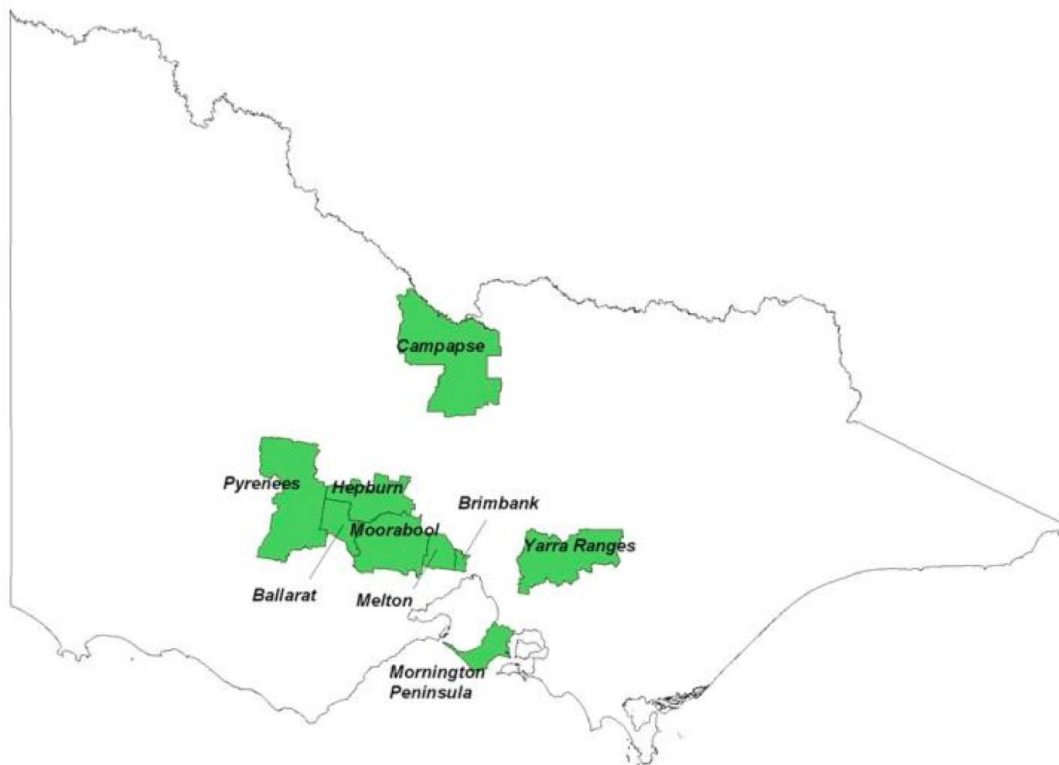 Campapse
Pyrenees
Hepburn
Brimbank
Moorabool
Yarra Ranges
Ballarat
Melton
Mornington
Peninsula